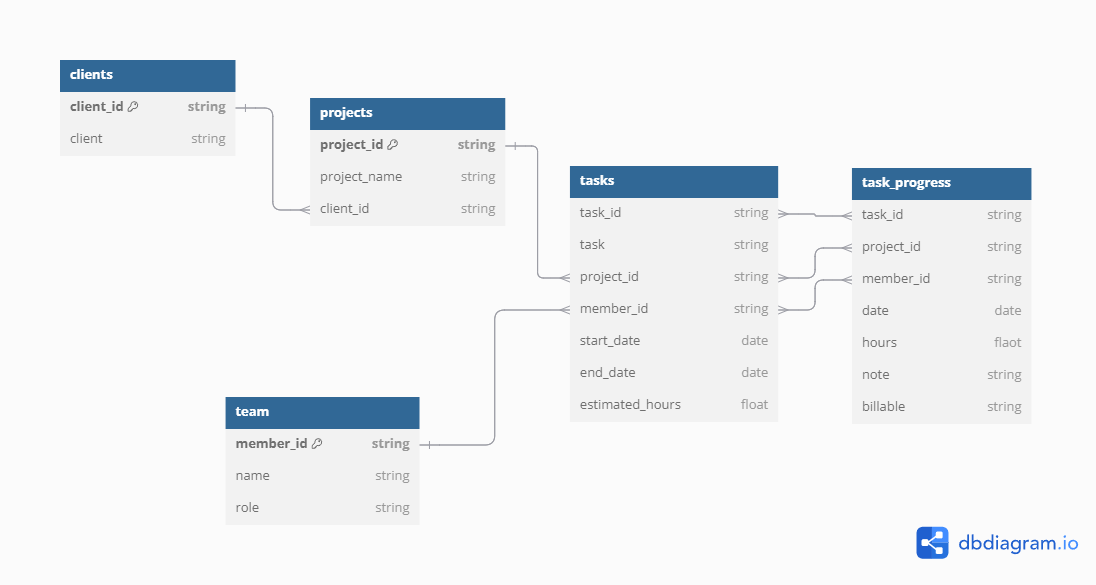 clients
client_id string
client string
projects
project_id string
project_name string
client_id string
tasks
task_id string
task string
project_id string
member_id string
start_date date
end_date date
estimated_hours float
task_progress
task_id string
project_id string
member_id string
date date
hours flaot
note string
billable string
team
member_id string
name string
role string
dbdiagram.io